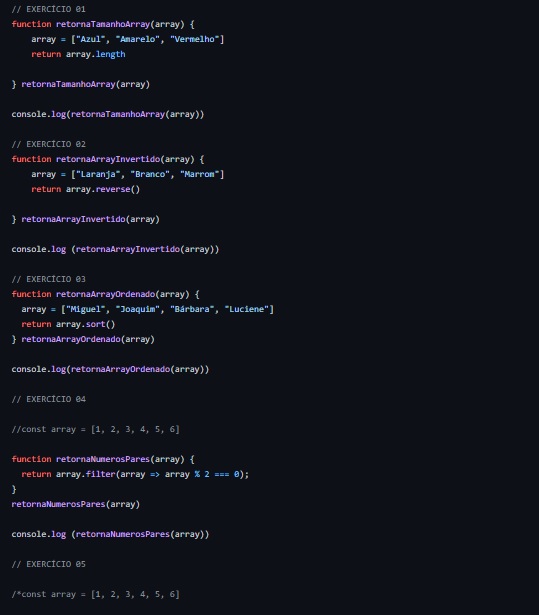 // EXERCÍCIO 01
function retornaTamanhoArray(array) {
    array = ["Azul", "Amarelo", "Vermelho"]
    return array.length

} retornaTamanhoArray(array)

console.log(retornaTamanhoArray(array))

// EXERCÍCIO 02
function retornaArrayInvertido(array) {
    array = ["Laranja", "Branco", "Marrom"]
    return array.reverse()

} retornaArrayInvertido(array)

console.log (retornaArrayInvertido(array))

// EXERCÍCIO 03
function retornaArrayOrdenado(array) {
  array = ["Miguel", "Joaquim", "Bárbara", "Luciene"]
  return array.sort()
} retornaArrayOrdenado(array)

console.log(retornaArrayOrdenado(array))

// EXERCÍCIO 04

//const array = [1, 2, 3, 4, 5, 6]

function retornaNumerosPares(array) {
  return array.filter(array => array % 2 === 0);
}
retornaNumerosPares(array)

console.log (retornaNumerosPares(array))

// EXERCÍCIO 05

/*const array = [1, 2, 3, 4, 5, 6]